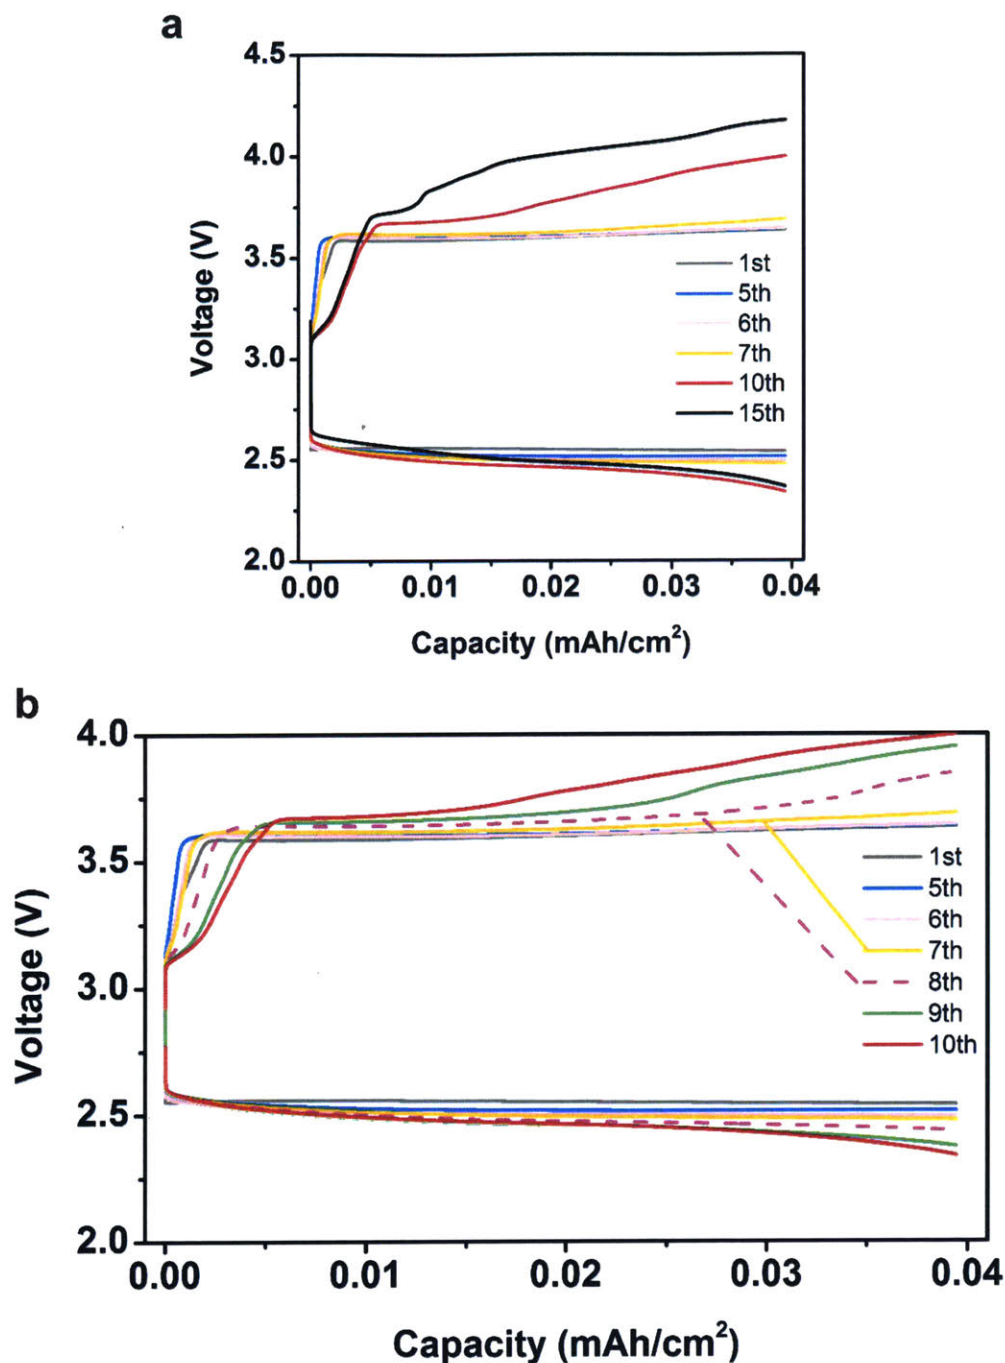 a
4.5
4.0
3.5
3.0
2.5
2.0
Voltage (V)
1st
5th
6th
7th
10th
15th
0.00 0.01 0.02 0.03 0.04
Capacity (mAh/cm²)
b
4.0
3.5
3.0
2.5
2.0
Voltage (V)
1st
5th
6th
7th
8th
9th
10th
0.00 0.01 0.02 0.03 0.04
Capacity (mAh/cm²)